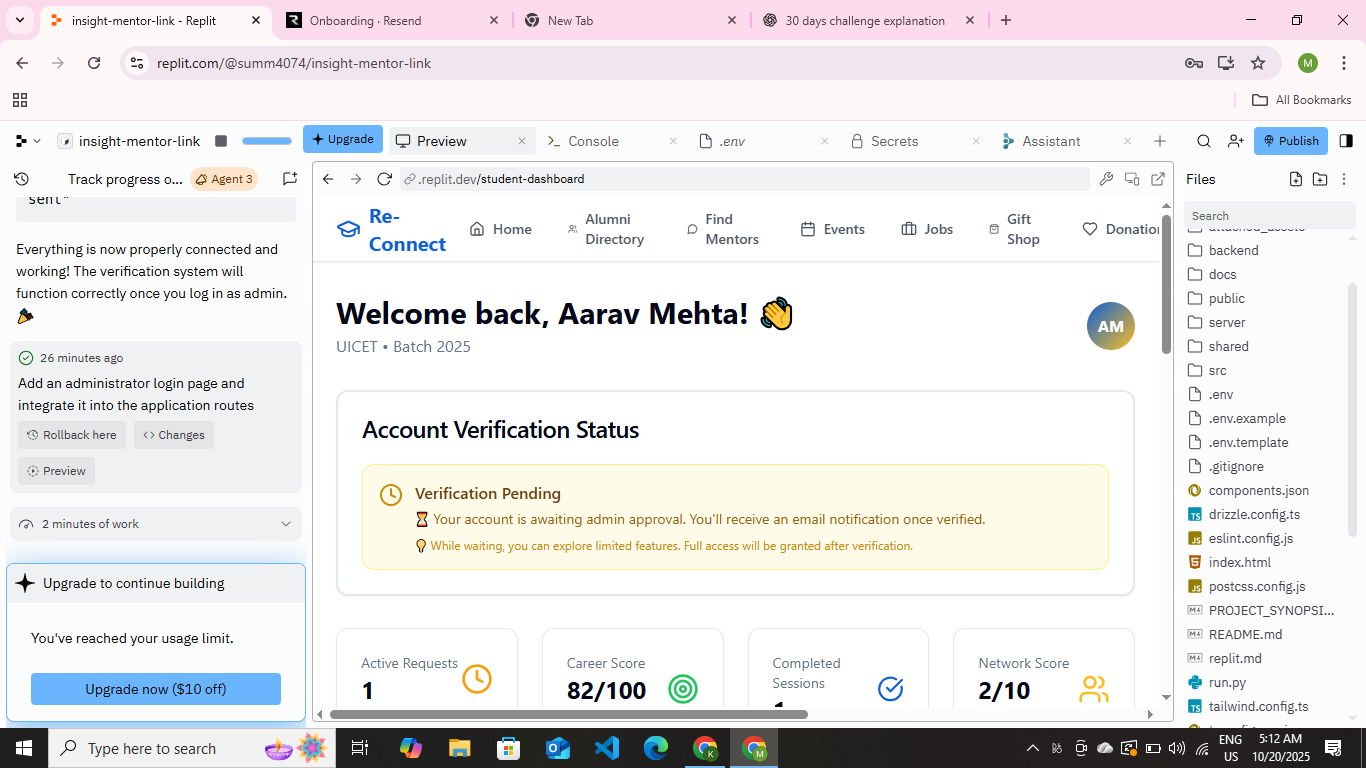 insight-mentor-link - Replit
Onboarding · Resend
New Tab
30 days challenge explanation
replit.com/@summ4074/insight-mentor-link
M
All Bookmarks
insight-mentor-link
Upgrade
Preview
Console
.env
Secrets
Assistant
Publish
Track progress o...
Agent 3
.replit.dev/student-dashboard
Files
Search
sent"
Everything is now properly connected and
working! The verification system will
function correctly once you log in as admin.
26 minutes ago
Add an administrator login page and
integrate it into the application routes
Rollback here
Changes
Preview
2 minutes of work
Upgrade to continue building
You've reached your usage limit.
Upgrade now ($10 off)
Re-
Connect
Home
Alumni
Directory
Find
Mentors
Events
Jobs
Gift
Shop
Donation
Welcome back, Aarav Mehta! 👋
UICET • Batch 2025
AM
Account Verification Status
Verification Pending
⏳ Your account is awaiting admin approval. You'll receive an email notification once verified.
💡 While waiting, you can explore limited features. Full access will be granted after verification.
Active Requests
1
Career Score
82/100
Completed
Sessions
Network Score
2/10
attached_assets
backend
docs
public
server
shared
src
.env
.env.example
.env.template
.gitignore
components.json
drizzle.config.ts
eslint.config.js
index.html
postcss.config.js
PROJECT_SYNOPSI...
README.md
replit.md
run.py
tailwind.config.ts
Type here to search
K
M
ENG
US
5:12 AM
10/20/2025